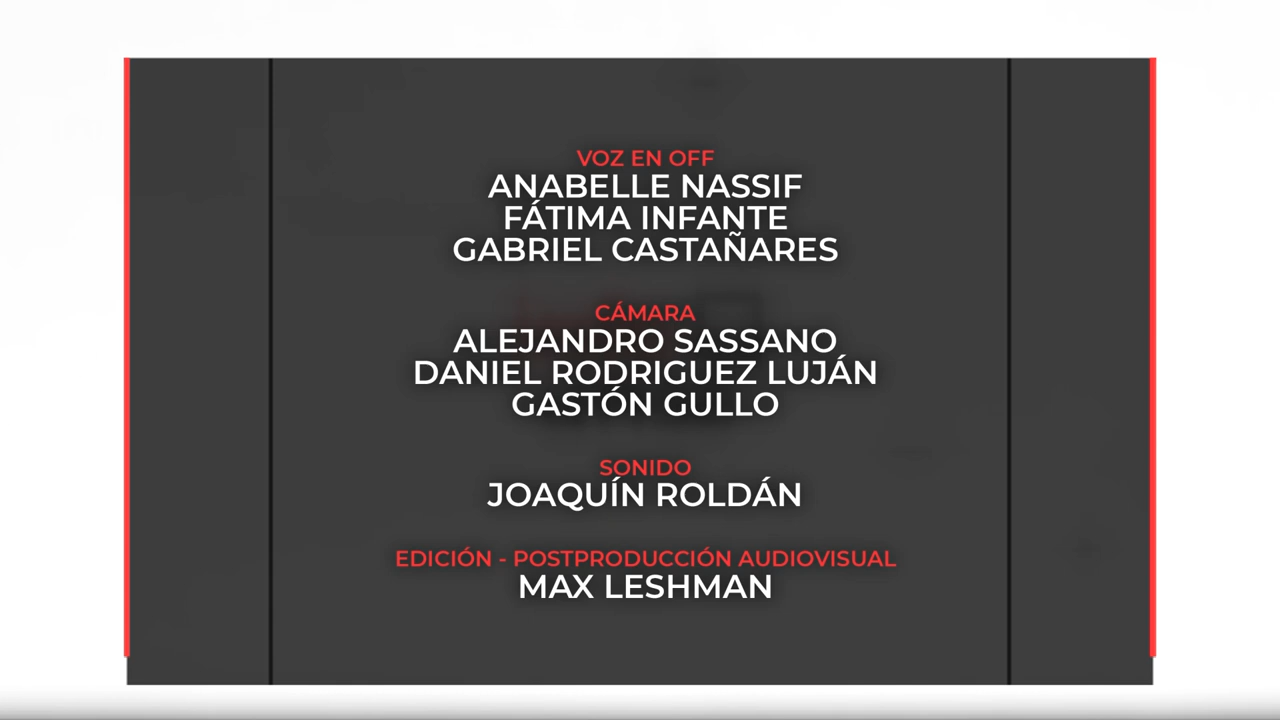 VOZ EN OFF
ANABELLE NASSIF
FÁTIMA INFANTE
GABRIEL CASTAÑARES
CÁMARA
ALEJANDRO SASSANO
DANIEL RODRIGUEZ LUJÁN
GASTÓN GULLO
SONIDO
JOAQUÍN ROLDÁN
EDICIÓN - POSTPRODUCCIÓN AUDIOVISUAL
MAX LESHMAN